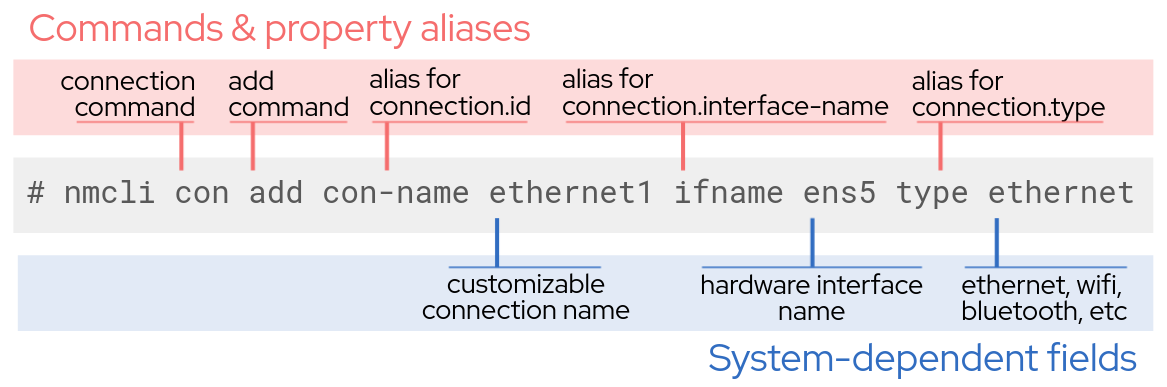 Commands & property aliases
connection command
add command
alias for connection.id
alias for connection.interface-name
alias for connection.type
# nmcli con add con-name ethernet1 ifname ens5 type ethernet
customizable connection name
hardware interface name
ethernet, wifi, bluetooth, etc
System-dependent fields